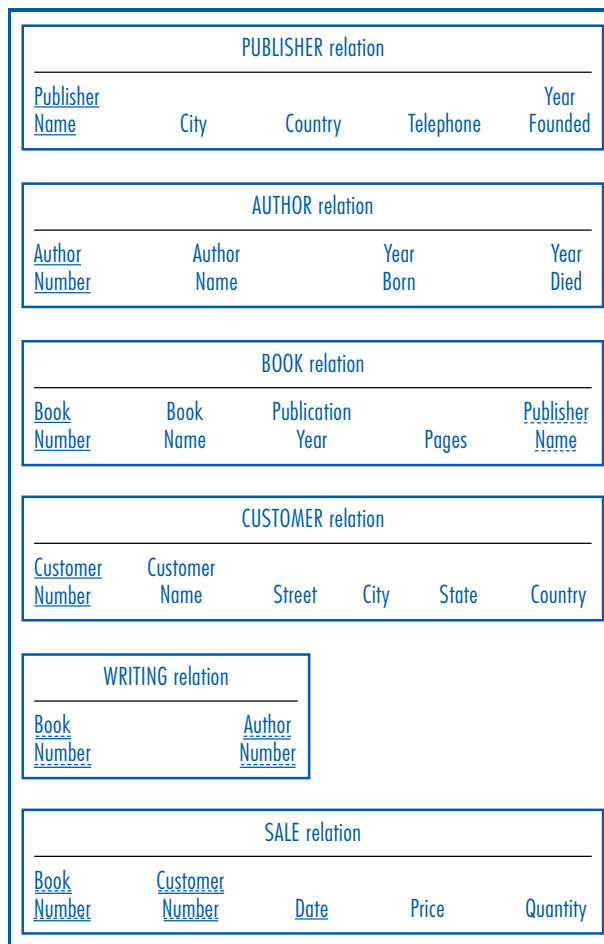 PUBLISHER relation
Publisher Year
Name City Country Telephone Founded
AUTHOR relation
Author Author Year Year
Number Name Born Died
BOOK relation
Book Book Publication Publisher
Number Name Year Pages Name
CUSTOMER relation
Customer Customer
Number Name Street City State Country
WRITING relation
Book Author
Number Number
SALE relation
Book Customer
Number Number Date Price Quantity